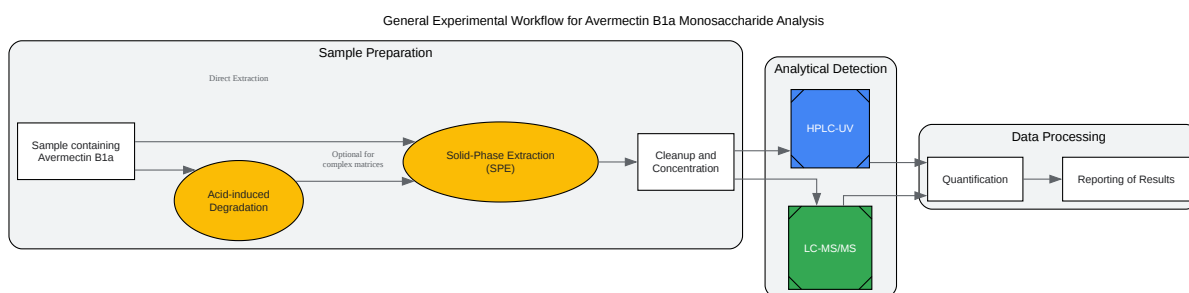 General Experimental Workflow for Avermectin B1a Monosaccharide Analysis
Sample Preparation
Direct Extraction
Sample containing
Avermectin B1a
Acid-induced
Degradation
Optional for
complex matrices
Solid-Phase Extraction
(SPE)
Cleanup and
Concentration
Analytical Detection
HPLC-UV
LC-MS/MS
Data Processing
Quantification
Reporting of Results